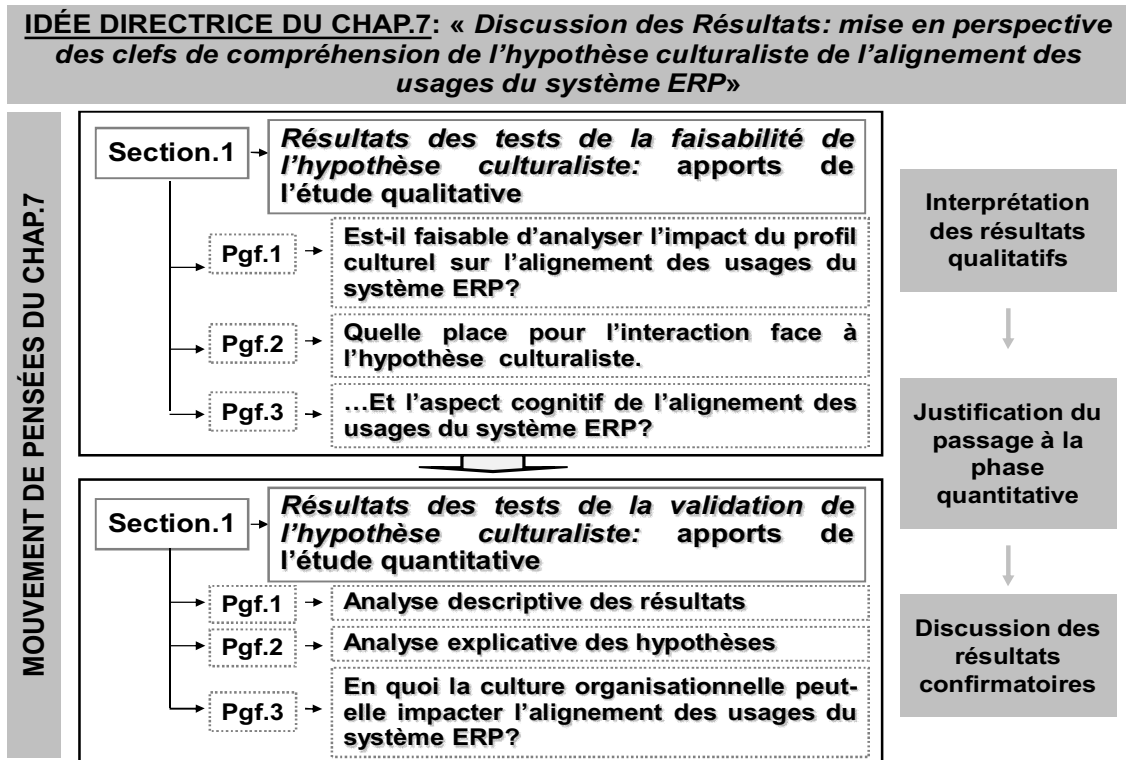 IDÉE DIRECTRICE DU CHAP.7: « Discussion des Résultats: mise en perspective
des clefs de compréhension de l'hypothèse culturaliste de l'alignement des
usages du système ERP»
MOUVEMENT DE PENSÉES DU CHAP.7
Section.1
Résultats des tests de la faisabilité de
l'hypothèse culturaliste: apports de
l'étude qualitative
Pgf.1
Est-il faisable d'analyser l'impact du profil
culturel sur l'alignement des usages du
système ERP?
Pgf.2
Quelle place pour l'interaction face à
l'hypothèse culturaliste.
Pgf.3
…Et l'aspect cognitif de l'alignement des
usages du système ERP?
Section.1
Résultats des tests de la validation de
l'hypothèse culturaliste: apports de
l'étude quantitative
Pgf.1
Analyse descriptive des résultats
Pgf.2
Analyse explicative des hypothèses
Pgf.3
En quoi la culture organisationnelle peut-
elle impacter l'alignement des usages du
système ERP?
Interprétation
des résultats
qualitatifs
Justification du
passage à la
phase
quantitative
Discussion des
résultats
confirmatoires